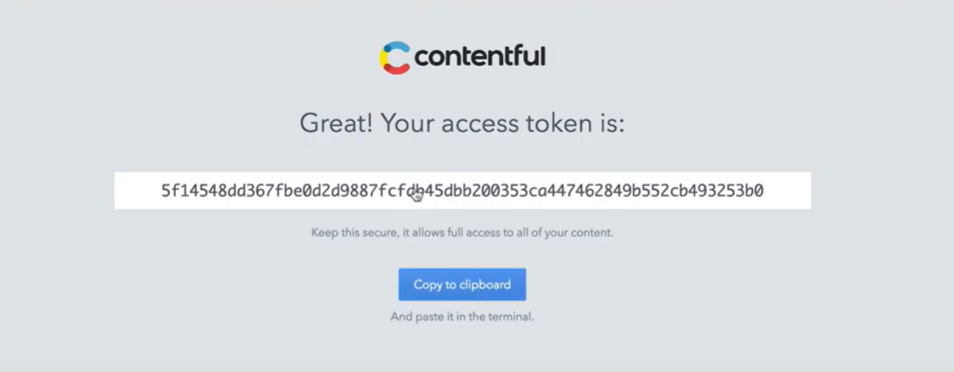 contentful
Great! Your access token is:
5f14548dd367fbe0d2d9887fcfdb45dbb200353ca447462849b552cb493253b0
Keep this secure, it allows full access to all of your content.
Copy to clipboard
And paste it in the terminal.